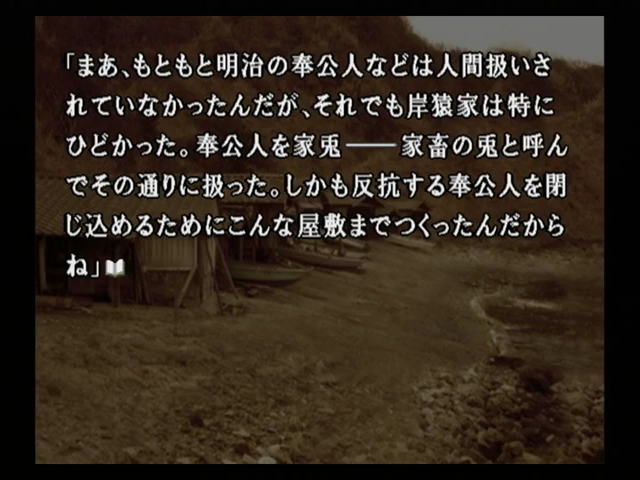 「まあ、もともと明治の奉公人などは人間扱いさ
れていなかったんだが、それでも岸猿家は特に
ひどかった。奉公人を家兎――家畜の兎と呼ん
でその通りに扱った。しかも反抗する奉公人を閉
じ込めるためにこんな屋敷までつくったんだから
ね」